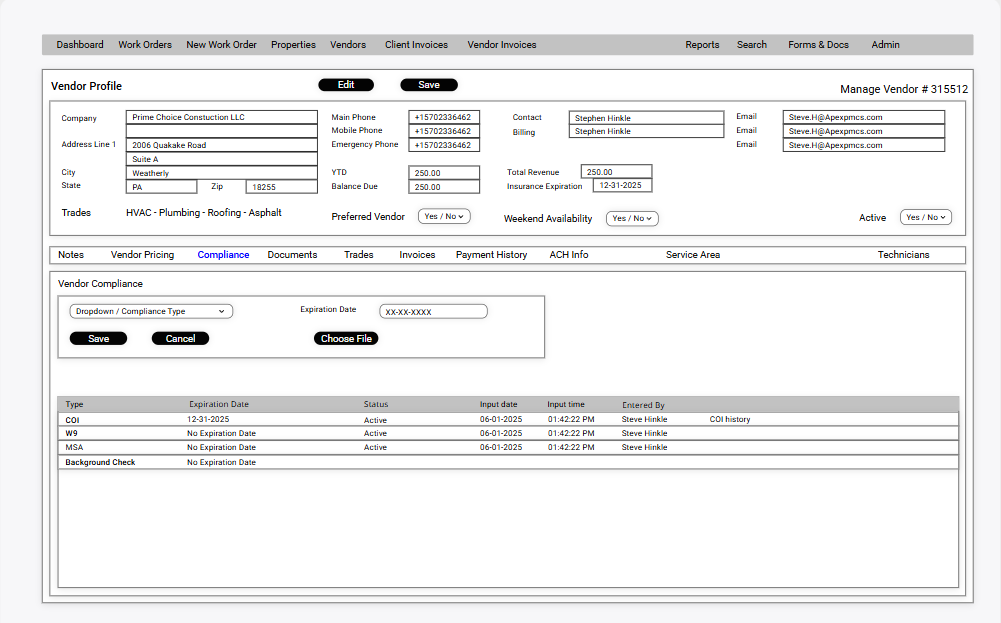 Dashboard Work Orders New Work Order Properties Vendors Client Invoices Vendor Invoices Reports Search Forms & Docs Admin
Vendor Profile Edit Save Manage Vendor # 315512
Company Prime Choice Constuction LLC Main Phone +15702336462 Contact Stephen Hinkle Email Steve.H@Apexpmcs.com
Mobile Phone +15702336462 Billing Stephen Hinkle Email Steve.H@Apexpmcs.com
Address Line 1 2006 Quakake Road Emergency Phone +15702336462 Email Steve.H@Apexpmcs.com
Suite A
City Weatherly YTD 250.00 Total Revenue 250.00
State PA Zip 18255 Balance Due 250.00 Insurance Expiration 12-31-2025
Trades HVAC - Plumbing - Roofing - Asphalt Preferred Vendor Yes / No Weekend Availability Yes / No Active Yes / No
Notes Vendor Pricing Compliance Documents Trades Invoices Payment History ACH Info Service Area Technicians
Vendor Compliance
Dropdown / Compliance Type Expiration Date XX-XX-XXXX
Save Cancel Choose File
Type Expiration Date Status Input date Input time Entered By
COI 12-31-2025 Active 06-01-2025 01:42:22 PM Steve Hinkle COI history
W9 No Expiration Date Active 06-01-2025 01:42:22 PM Steve Hinkle
MSA No Expiration Date Active 06-01-2025 01:42:22 PM Steve Hinkle
Background Check No Expiration Date